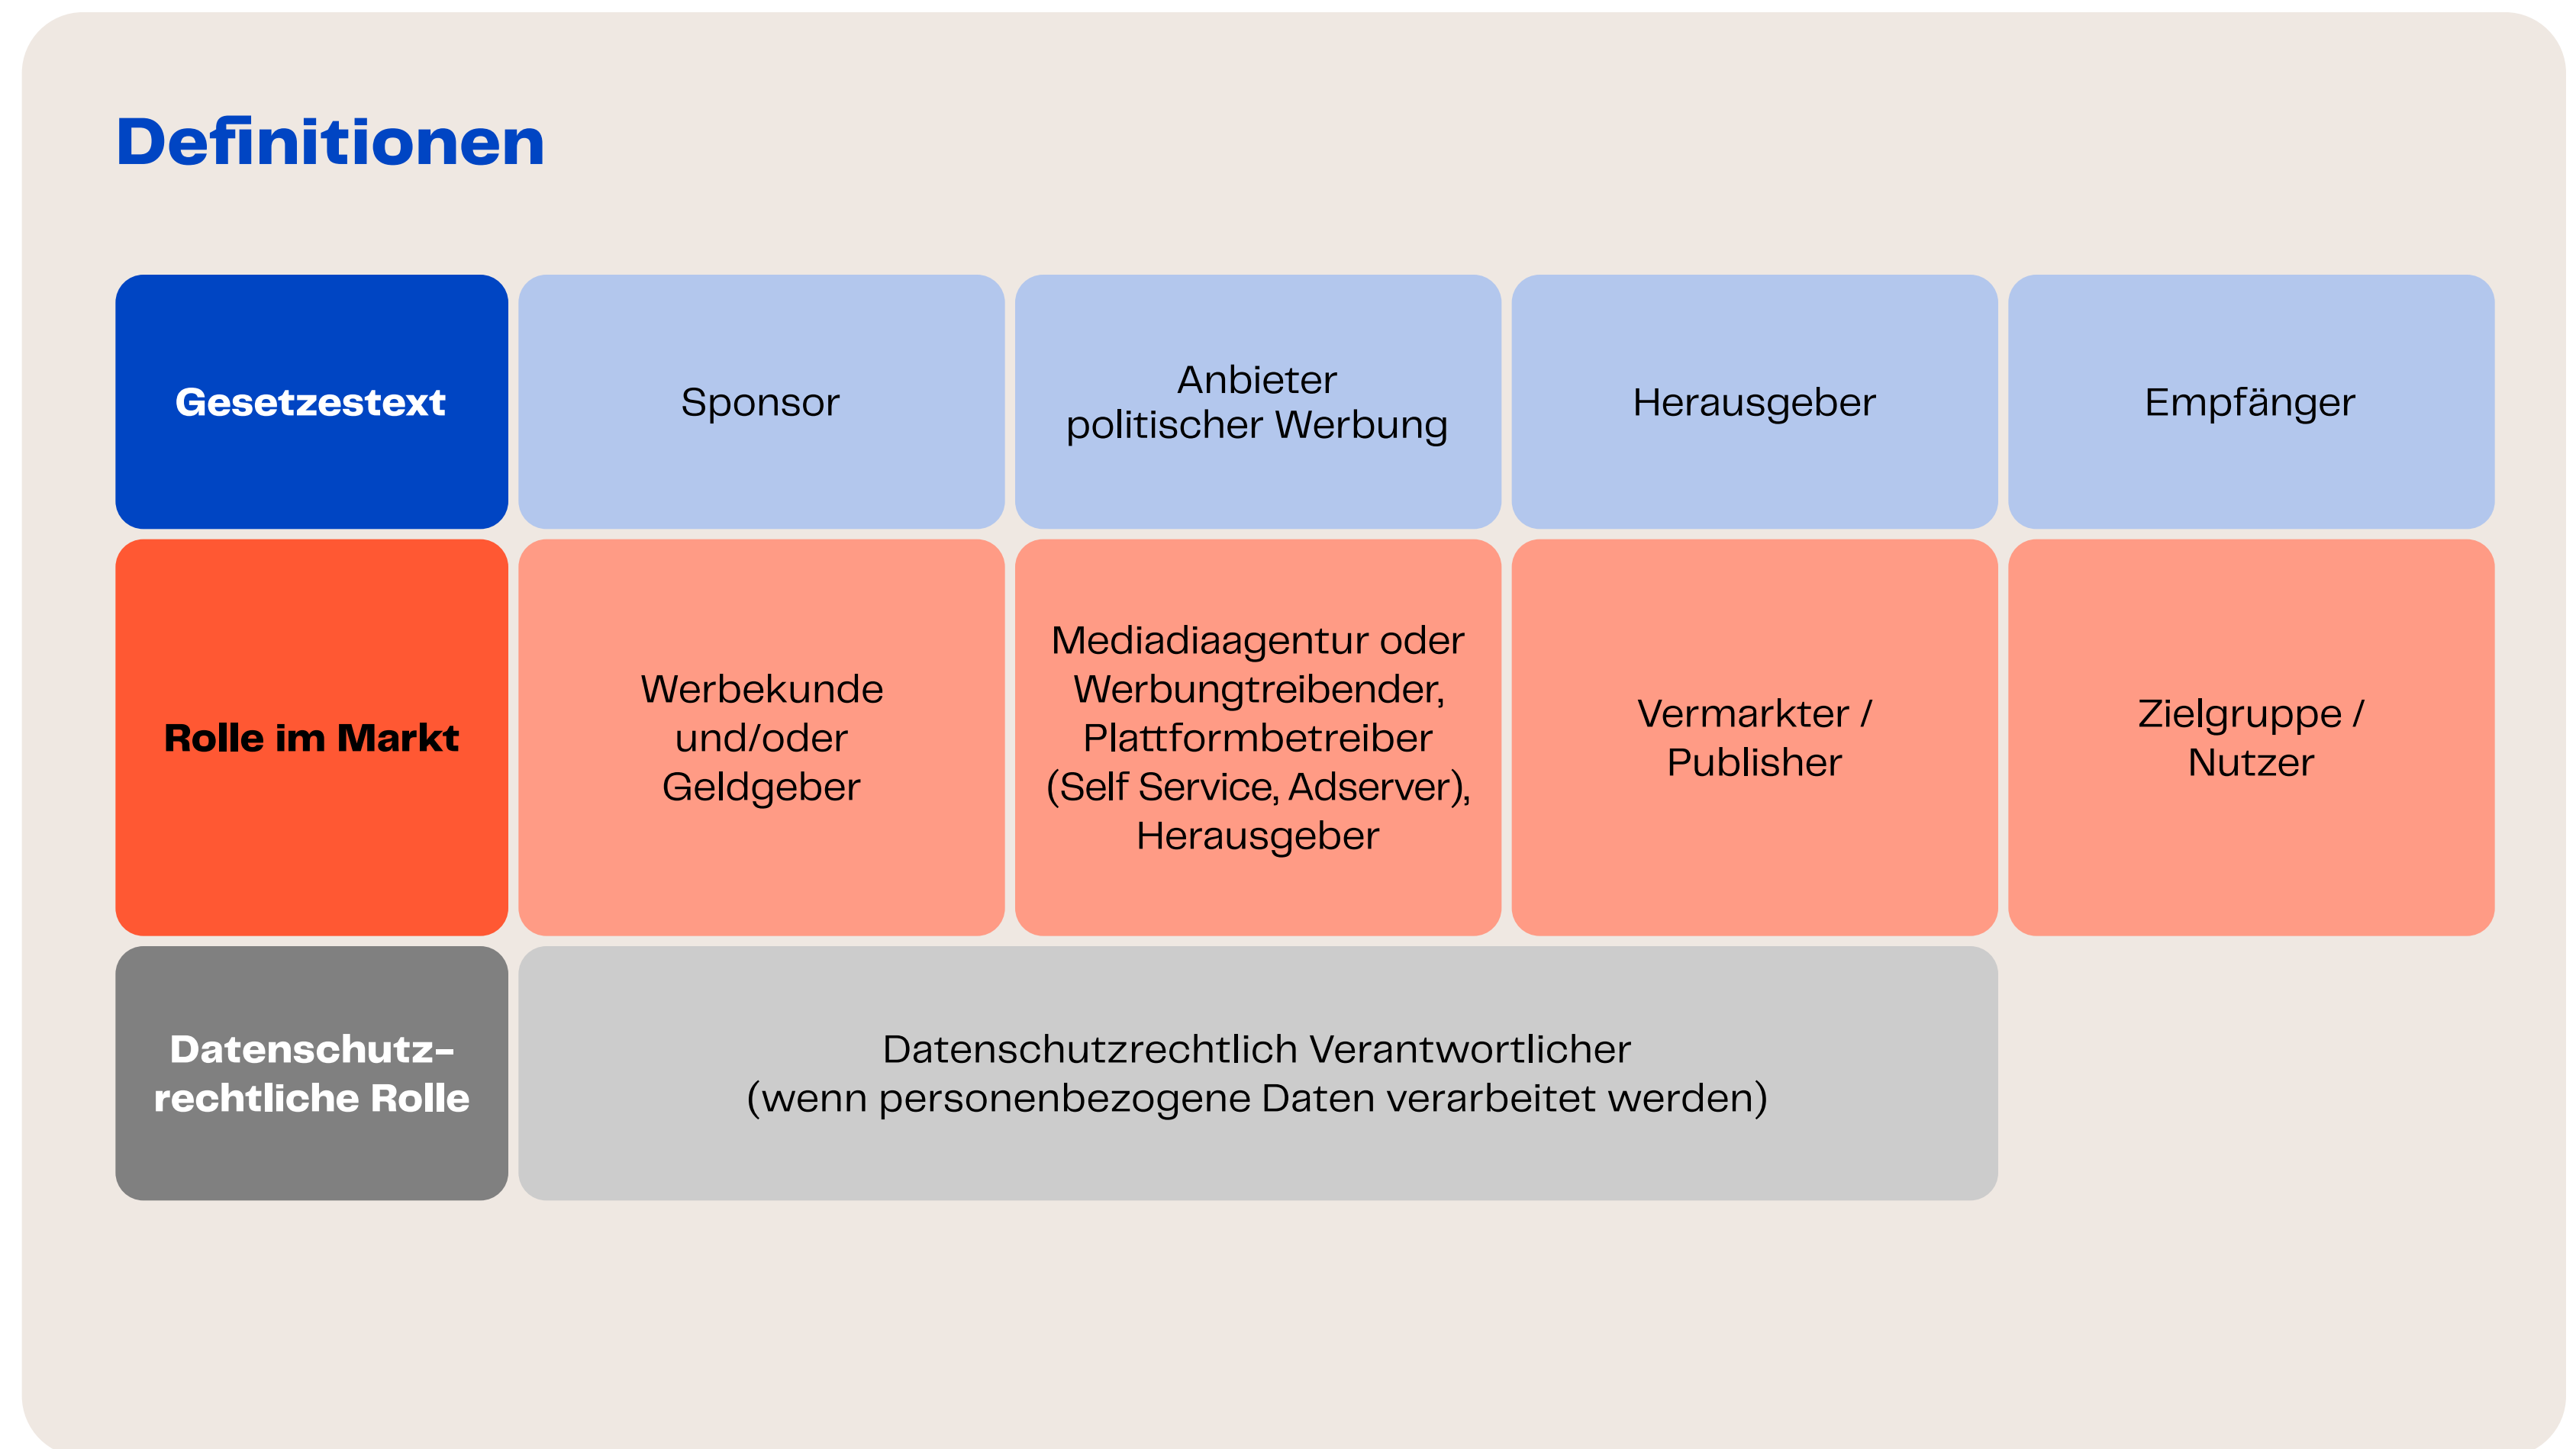 Definitionen
Gesetzestext
Sponsor
Anbieter
politischer Werbung
Herausgeber
Empfänger
Rolle im Markt
Werbekunde
und/oder
Geldgeber
Mediadiaagentur oder
Werbungtreibender,
Plattformbetreiber
(Self Service, Adserver),
Herausgeber
Vermarkter /
Publisher
Zielgruppe /
Nutzer
Datenschutz-
rechtliche Rolle
Datenschutzrechtlich Verantwortlicher
(wenn personenbezogene Daten verarbeitet werden)